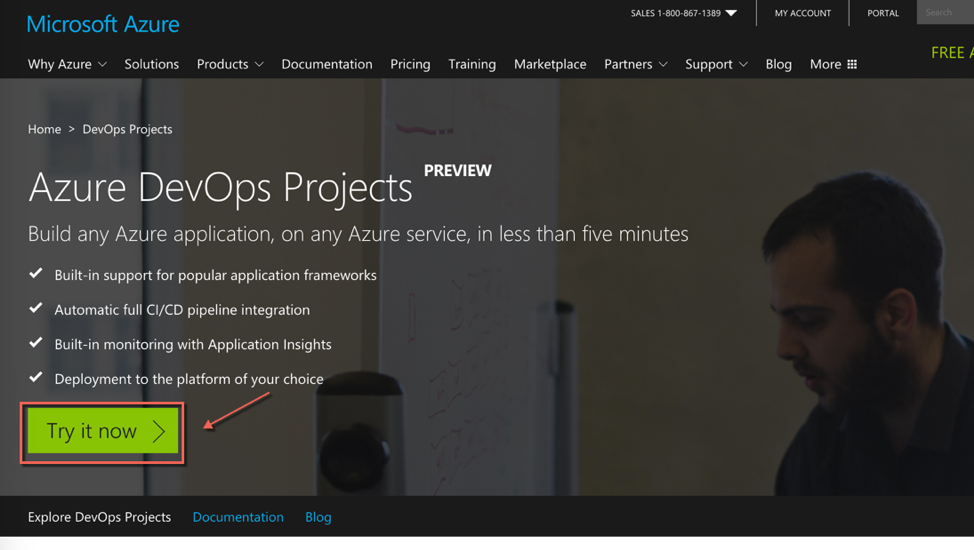 Microsoft Azure
SALES 1-800-867-1389
MY ACCOUNT
PORTAL
Search
FREE A
Why Azure
Solutions
Products
Documentation
Pricing
Training
Marketplace
Partners
Support
Blog
More
Home > DevOps Projects
Azure DevOps Projects PREVIEW
Build any Azure application, on any Azure service, in less than five minutes
Built-in support for popular application frameworks
Automatic full CI/CD pipeline integration
Built-in monitoring with Application Insights
Deployment to the platform of your choice
Try it now
Explore DevOps Projects
Documentation
Blog